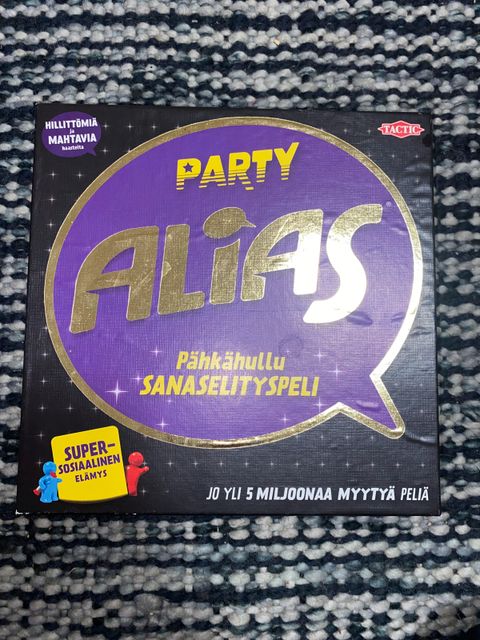 HILLITTÖMIÄ
ja
MAHTAVIA
haasteita
TACTIC
PARTY
ALiAS
Pähkähullu
SANASELITYSPELI
SUPER-
SOSIAALINEN
ELÄMYS
JO YLI 5 MILJOONAA MYYTYÄ PELIÄ